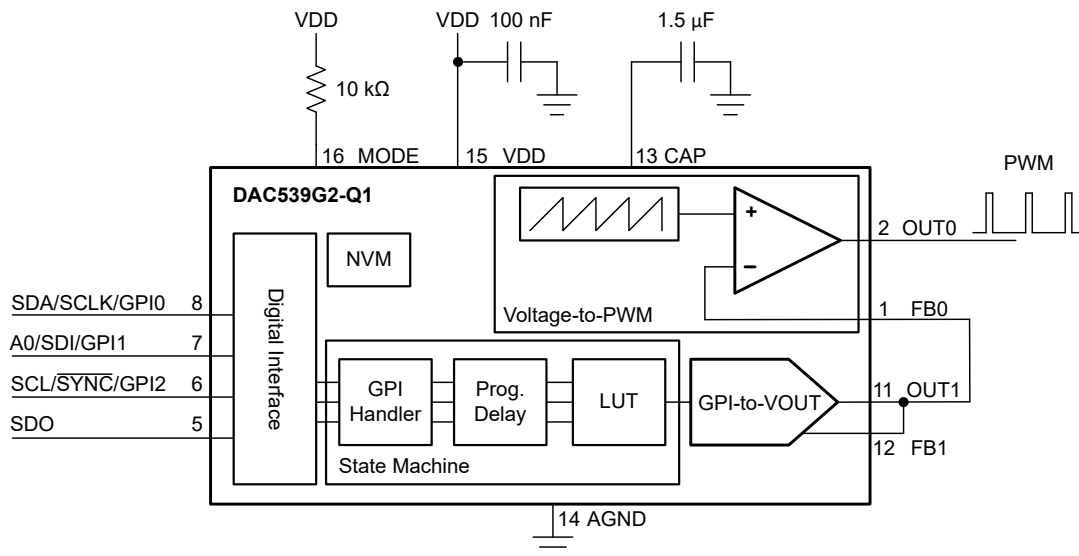 VDD
VDD
100 nF
1.5 µF
10 kΩ
16 MODE
15 VDD
13 CAP
PWM
DAC539G2-Q1
NVM
2 OUT0
Digital Interface
Voltage-to-PWM
1 FB0
SDA/SCLK/GPI0 8
A0/SDI/GPI1 7
SCL/SYNC/GPI2 6
SDO 5
GPI
Handler
Prog.
Delay
LUT
GPI-to-VOUT
11 OUT1
12 FB1
State Machine
14 AGND
+
−